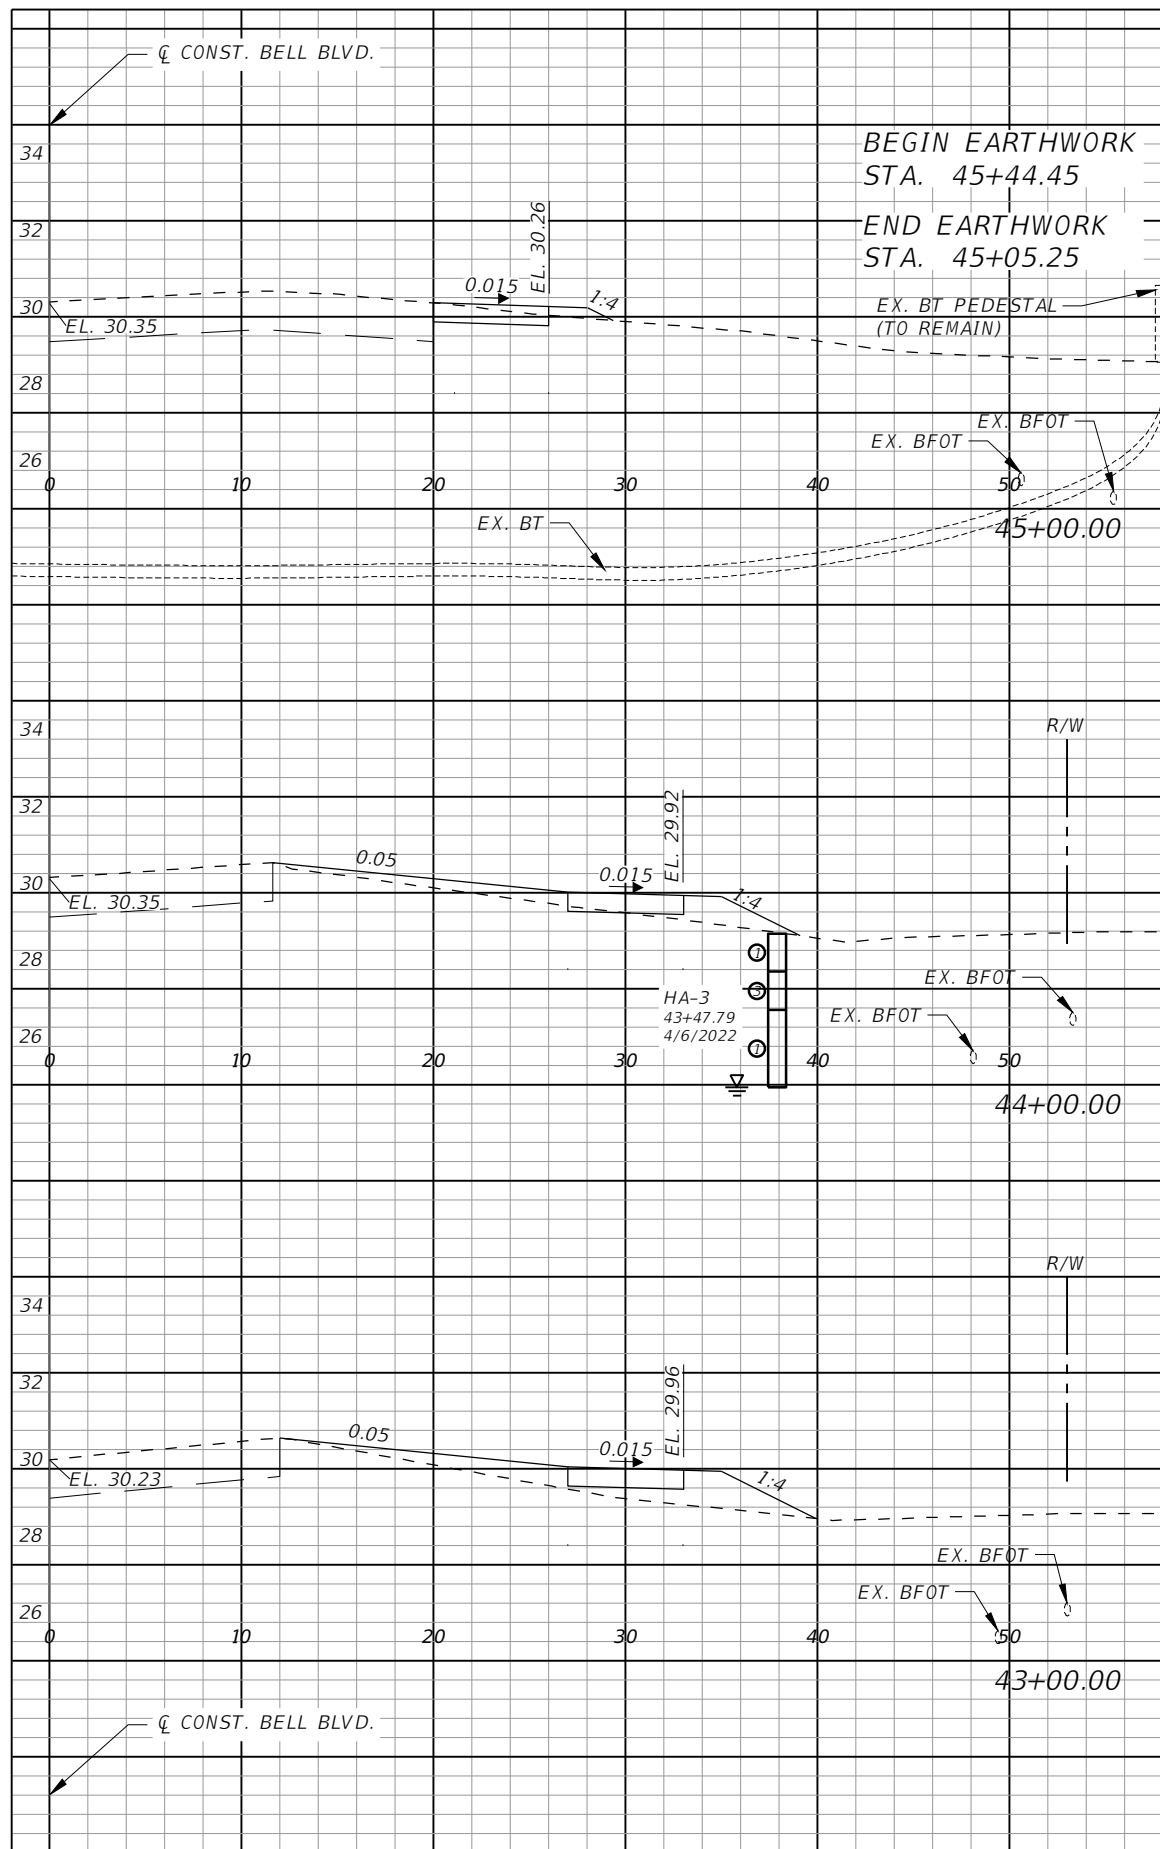 ℄ CONST. BELL BLVD.
BEGIN EARTHWORK
STA. 45+44.45
END EARTHWORK
STA. 45+05.25
34
32
30
28
26
EL. 30.26
0.015
1:4
EL. 30.35
EX. BT PEDESTAL
(TO REMAIN)
EX. BFOT
EX. BFOT
0 10 20 30 40 50
EX. BT
45+00.00
R/W
34
32
30
28
26
EL. 29.92
0.05
0.015
1:4
EL. 30.35
1
3
1
HA-3
43+47.79
4/6/2022
EX. BFOT
EX. BFOT
0 10 20 30 40 50
44+00.00
R/W
34
32
30
28
26
EL. 29.96
0.05
0.015
1:4
EL. 30.23
EX. BFOT
EX. BFOT
0 10 20 30 40 50
43+00.00
℄ CONST. BELL BLVD.